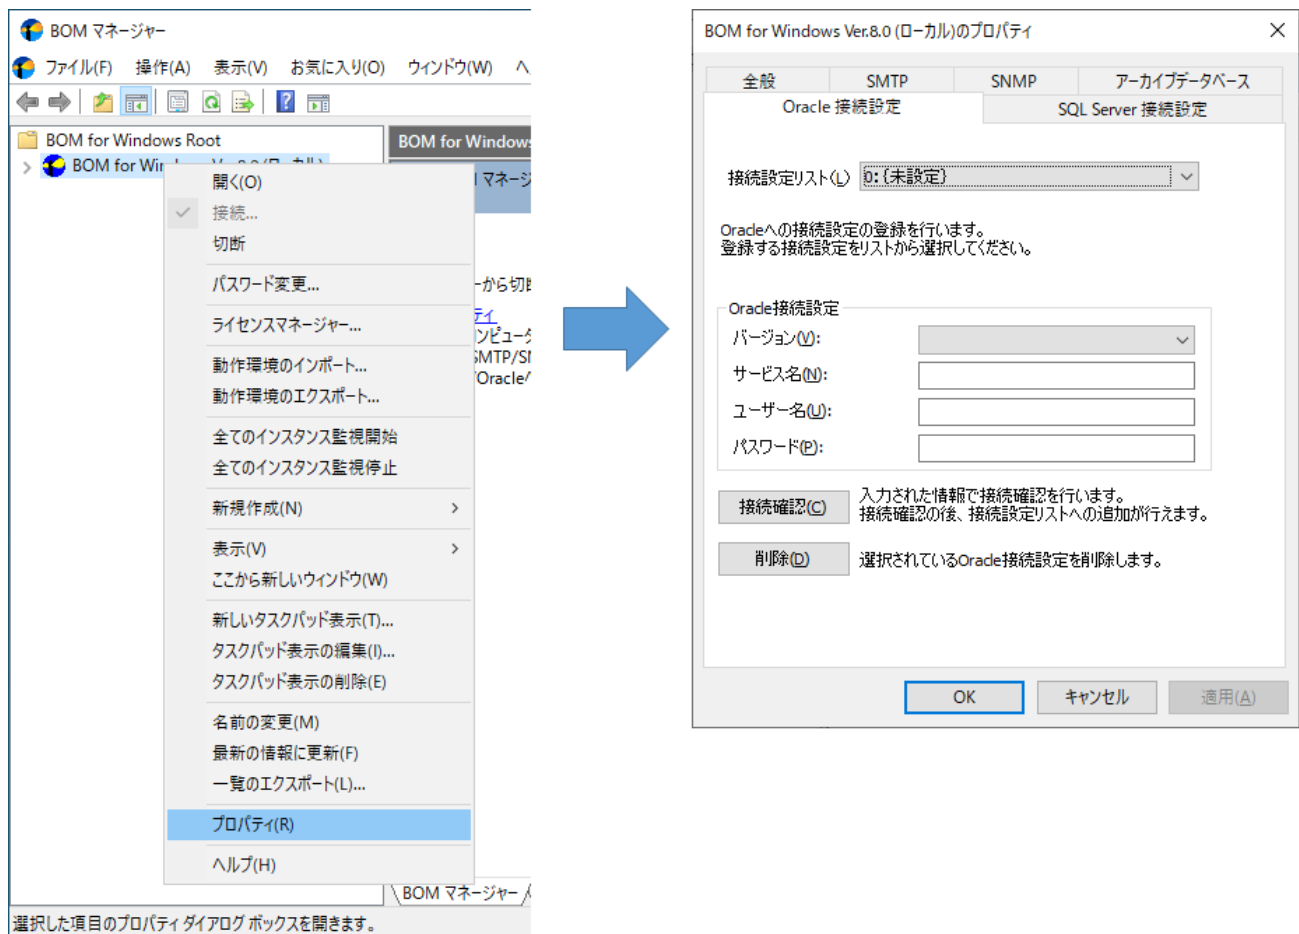 BOM マネージャー
ファイル(F) 操作(A) 表示(V) お気に入り(O) ウィンドウ(W) ヘ
BOM for Windows Root
BOM for Windows
BOM for Win
マネージ
開く(O)
接続...
切断
パスワード変更...
ーから切
ライセンスマネージャー...
ティ
ンピュータ
動作環境のインポート...
SMTP/S
動作環境のエクスポート...
/Oracle/
全てのインスタンス監視開始
全てのインスタンス監視停止
新規作成(N)
表示(V)
ここから新しいウィンドウ(W)
新しいタスクパッド表示(T)...
タスクパッド表示の編集(I)...
タスクパッド表示の削除(E)
名前の変更(M)
最新の情報に更新(F)
一覧のエクスポート(L)...
プロパティ(R)
ヘルプ(H)
BOM マネージャー
選択した項目のプロパティ ダイアログ ボックスを開きます。
BOM for Windows Ver.8.0 (ローカル)のプロパティ
全般 SMTP SNMP アーカイブデータベース
Oracle 接続設定 SQL Server 接続設定
接続設定リスト(L) 0: {未設定}
Oracleへの接続設定の登録を行います。
登録する接続設定をリストから選択してください。
Oracle接続設定
バージョン(V):
サービス名(N):
ユーザー名(U):
パスワード(P):
接続確認(C) 入力された情報で接続確認を行います。
接続確認の後、接続設定リストへの追加が行えます。
削除(D) 選択されているOracle接続設定を削除します。
OK キャンセル 適用(A)